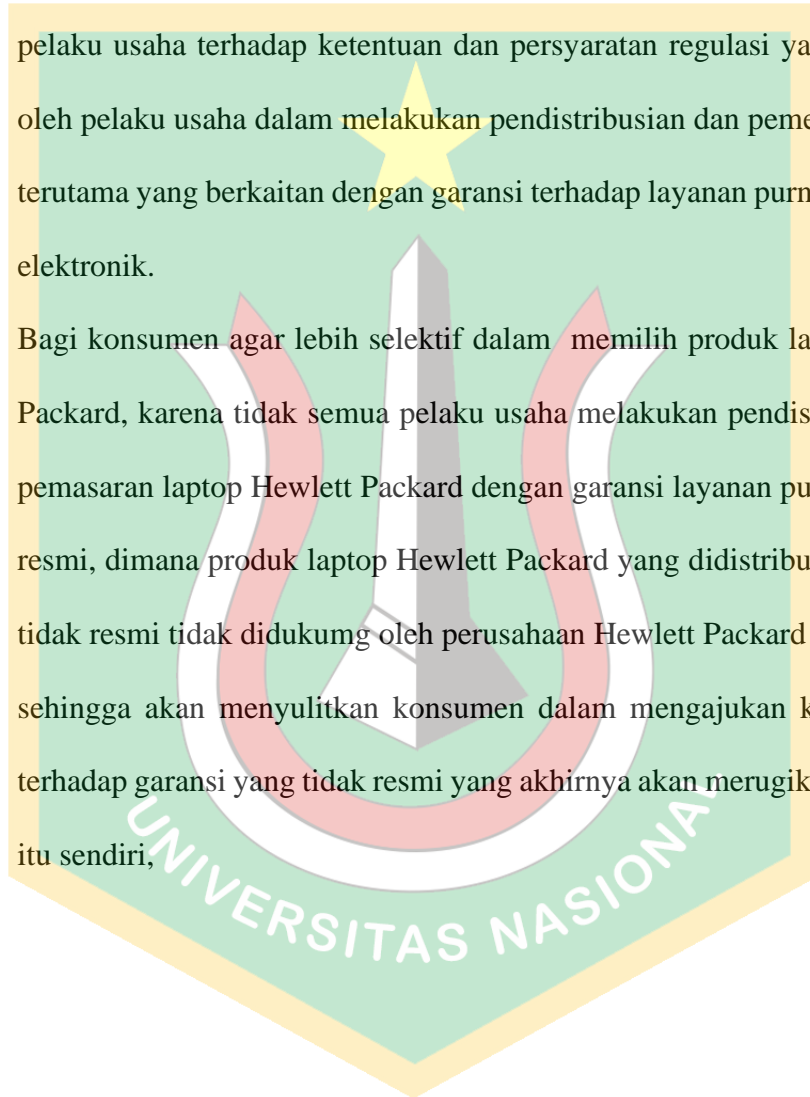 pelaku usaha terhadap ketentuan dan persyaratan regulasi ya
oleh pelaku usaha dalam melakukan pendistribusian dan peme
terutama yang berkaitan dengan garansi terhadap layanan purn
elektronik.
Bagi konsumen agar lebih selektif dalam memilih produk la
Packard, karena tidak semua pelaku usaha melakukan pendis
pemasaran laptop Hewlett Packard dengan garansi layanan pu
resmi, dimana produk laptop Hewlett Packard yang didistribu
tidak resmi tidak didukumg oleh perusahaan Hewlett Packard
sehingga akan menyulitkan konsumen dalam mengajukan k
terhadap garansi yang tidak resmi yang akhirnya akan merugik
itu sendiri,
UNIVERSITAS NASIONAL